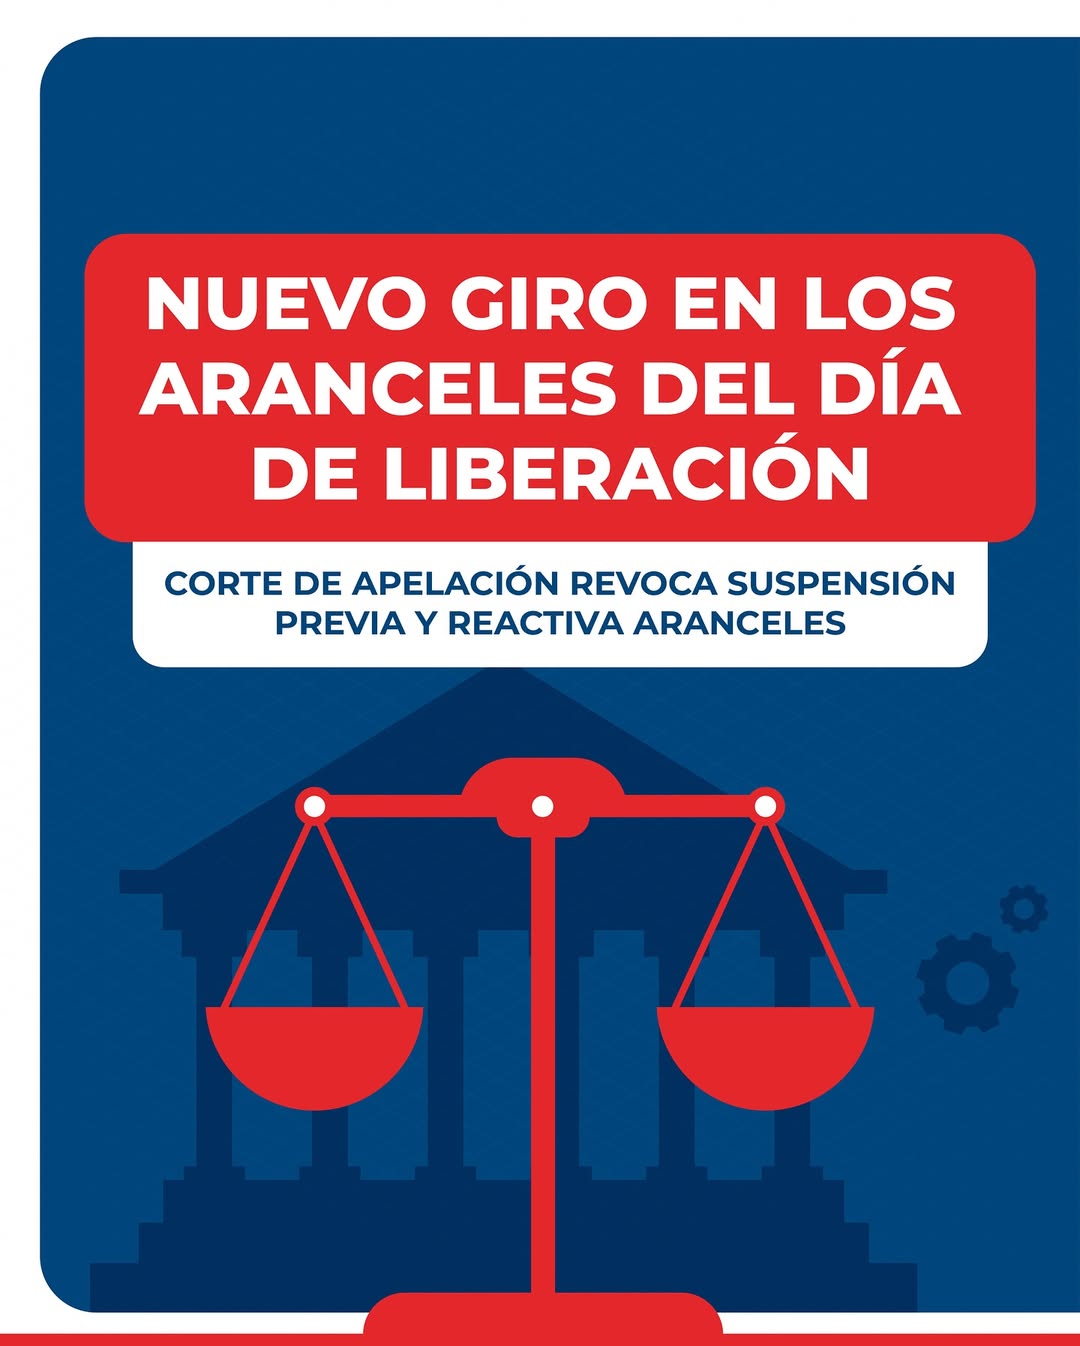 NUEVO GIRO EN LOS
ARANCELES DEL DÍA
DE LIBERACIÓN
CORTE DE APELACIÓN REVOCA SUSPENSIÓN
PREVIA Y REACTIVA ARANCELES